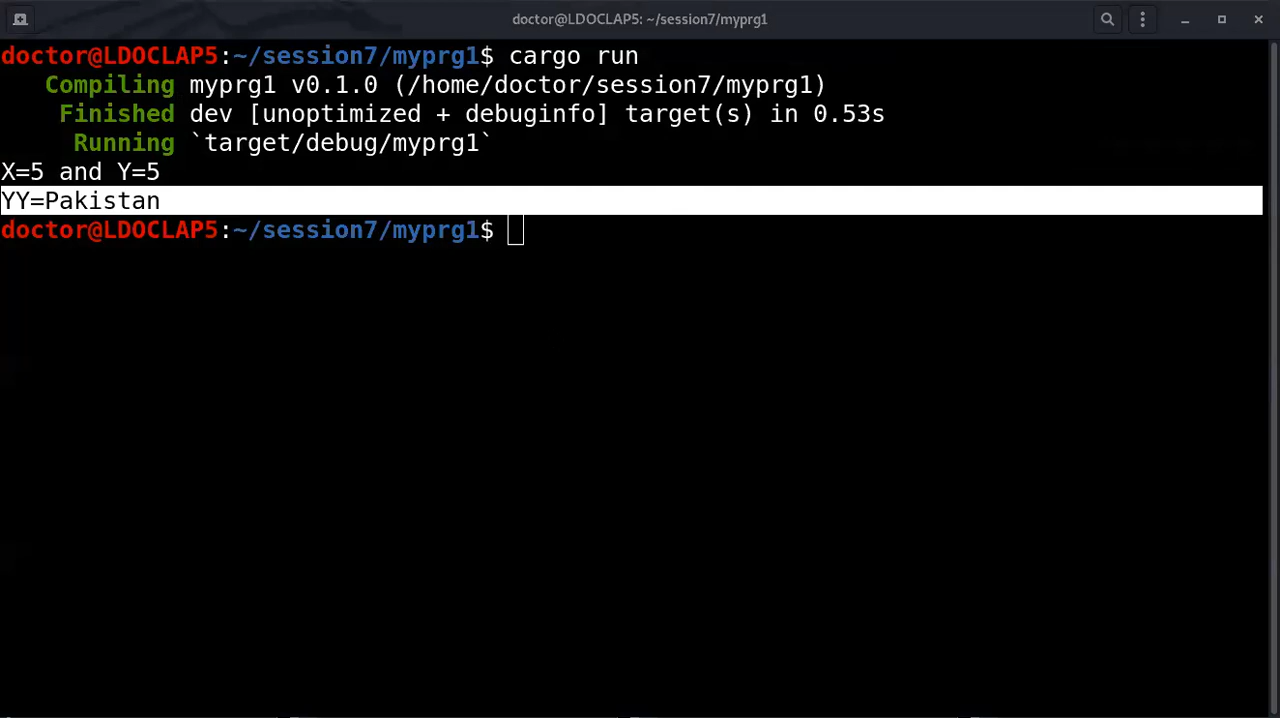 doctor@LDOCLAP5: ~/session7/myprg1
doctor@LDOCLAP5:~/session7/myprg1$ cargo run
   Compiling myprg1 v0.1.0 (/home/doctor/session7/myprg1)
    Finished dev [unoptimized + debuginfo] target(s) in 0.53s
     Running `target/debug/myprg1`
X=5 and Y=5
YY=Pakistan
doctor@LDOCLAP5:~/session7/myprg1$